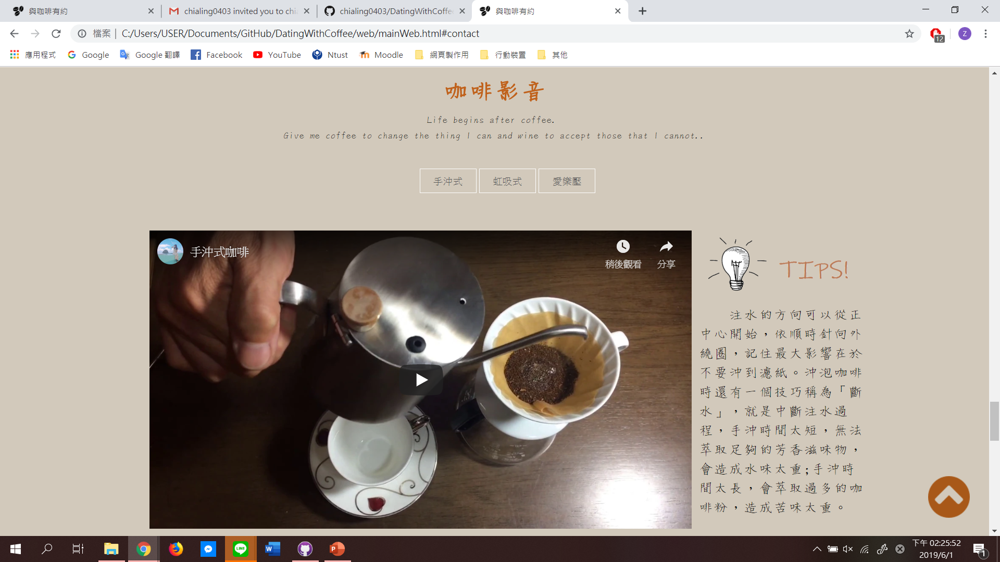 與咖啡有約
chialing0403 invited you to chia
chialing0403/DatingWithCoffee
與咖啡有約
檔案 | C:/Users/USER/Documents/GitHub/DatingWithCoffee/web/mainWeb.html#contact
12
Z
應用程式 Google Google 翻譯 Facebook YouTube Ntust Moodle 網頁製作用 行動裝置 其他
咖啡影音
Life begins after coffee.
Give me coffee to change the thing I can and wine to accept those that I cannot..
手沖式 虹吸式 愛樂壓
手沖式咖啡
稍後觀看 分享
TIPS!
注水的方向可以從正
中心開始，依順時針向外
繞圈，記住最大影響在於
不要沖到濾紙。沖泡咖啡
時還有一個技巧稱為「斷
水」，就是中斷注水過
程，手沖時間太短，無法
萃取足夠的芳香滋味物，
會造成水味太重;手沖時
間太長，會萃取過多的咖
啡粉，造成苦味太重。
LINE
下午 02:25:52
2019/6/1
1